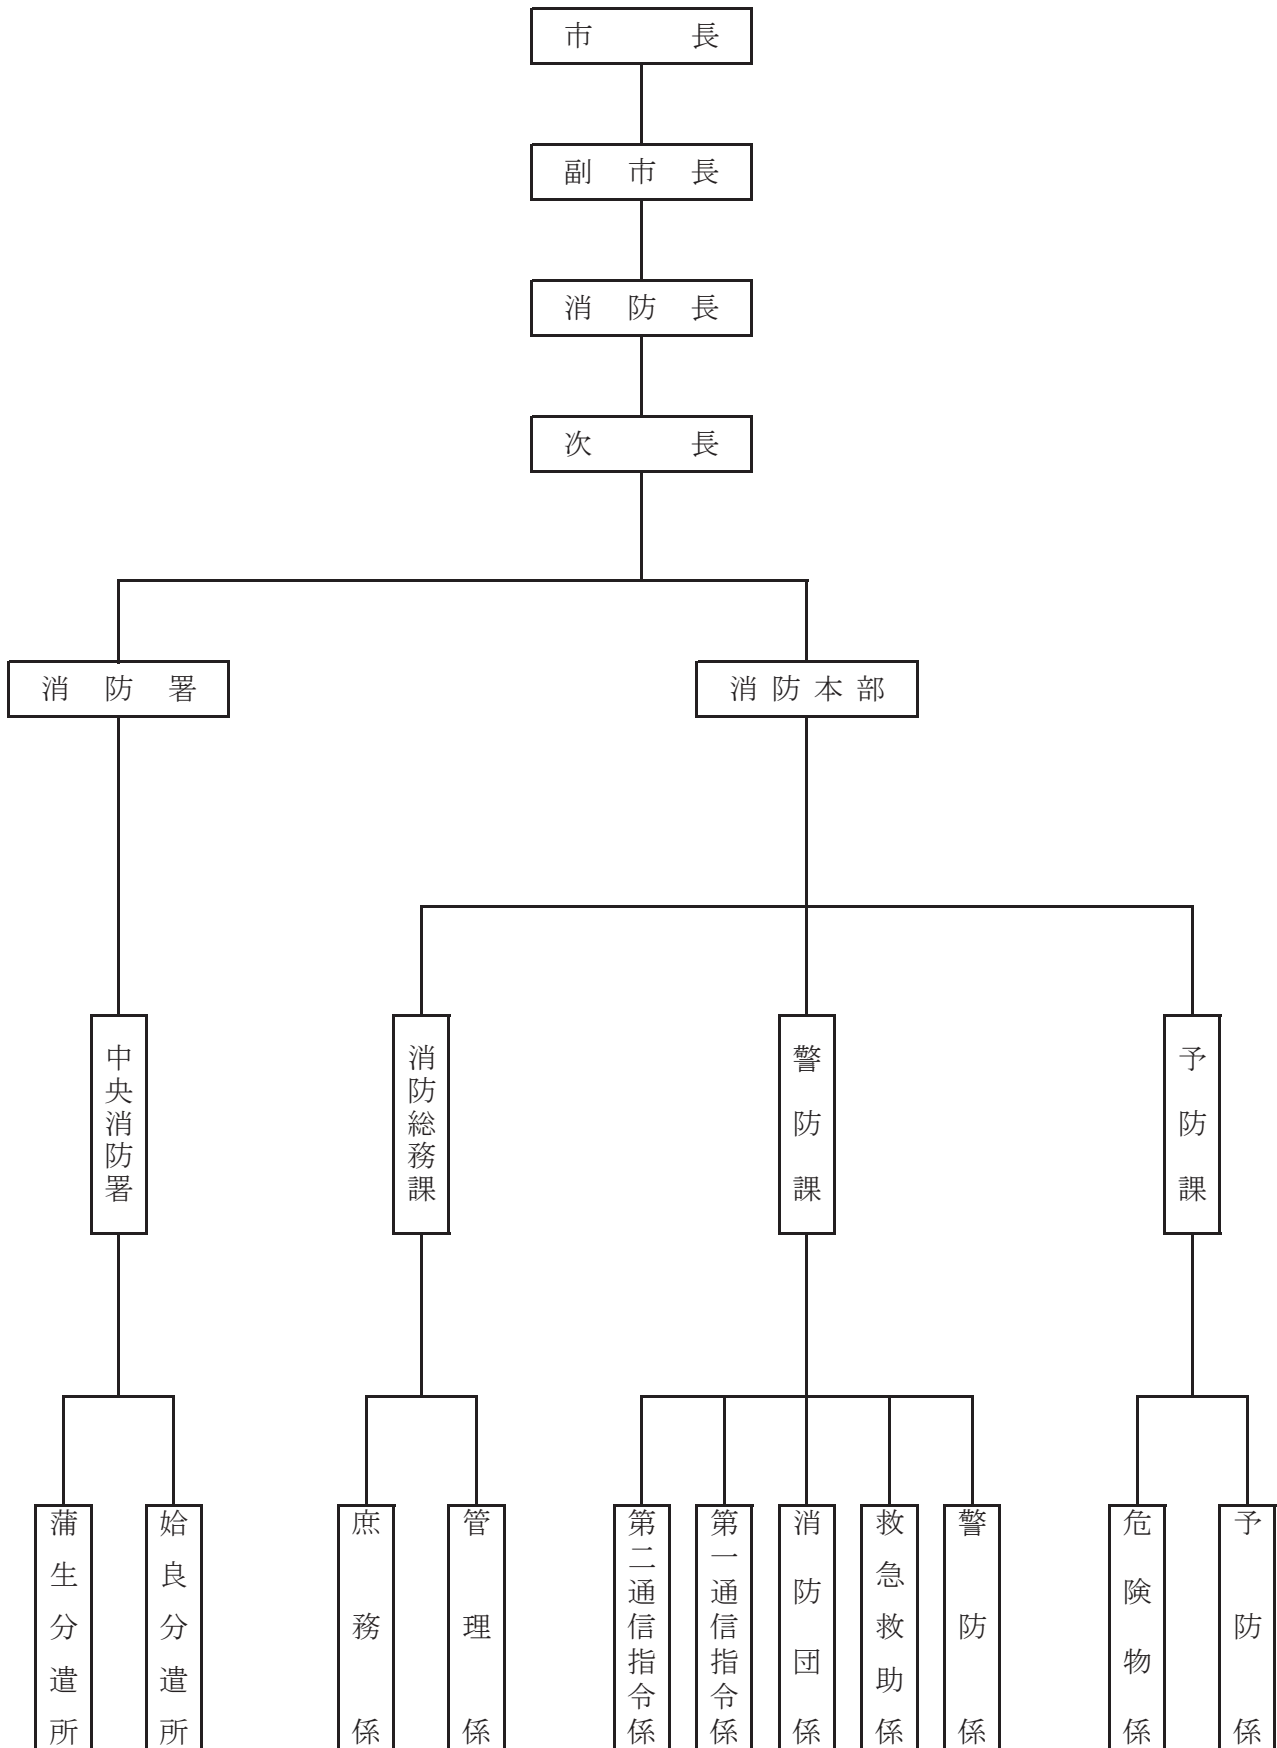 市長
副市長
消防長
次長
消防署
消防本部
中央消防署
消防総務課
警防課
予防課
蒲生分遣所
姶良分遣所
庶務係
管理係
第二通信指令係
第一通信指令係
消防団係
救急救助係
警防係
危険物係
予防係